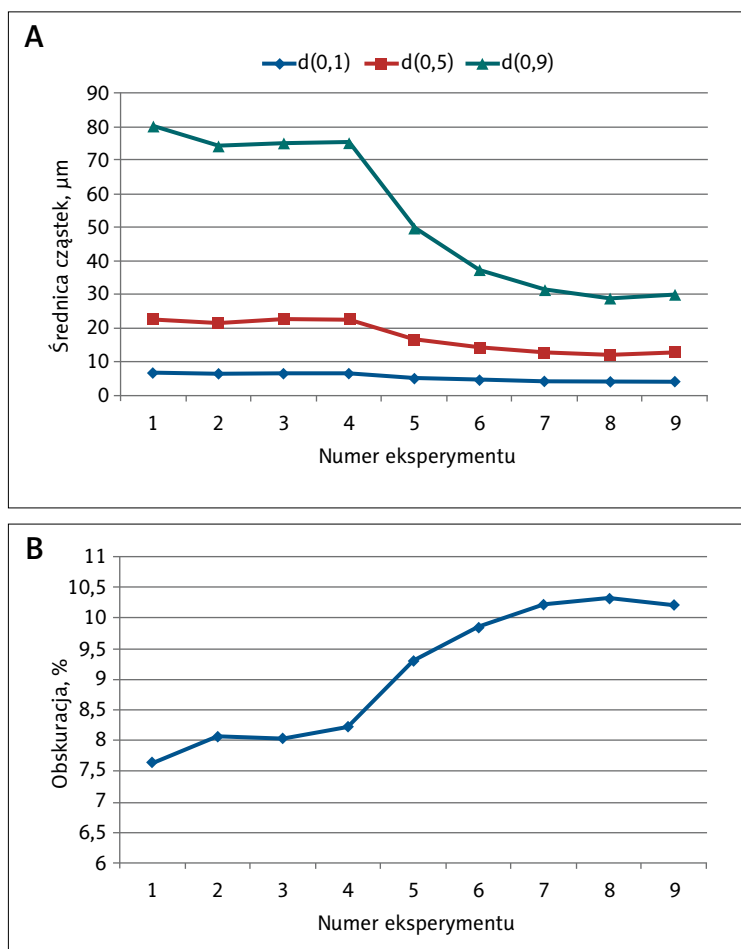 A
d(0,1) d(0,5) d(0,9)
90
80
70
60
50
40
30
20
10
0
Średnica cząstek, µm
1 2 3 4 5 6 7 8 9
Numer eksperymentu
B
11
10,5
10
9,5
9
8,5
8
7,5
7
6,5
6
Obskuracja, %
1 2 3 4 5 6 7 8 9
Numer eksperymentu